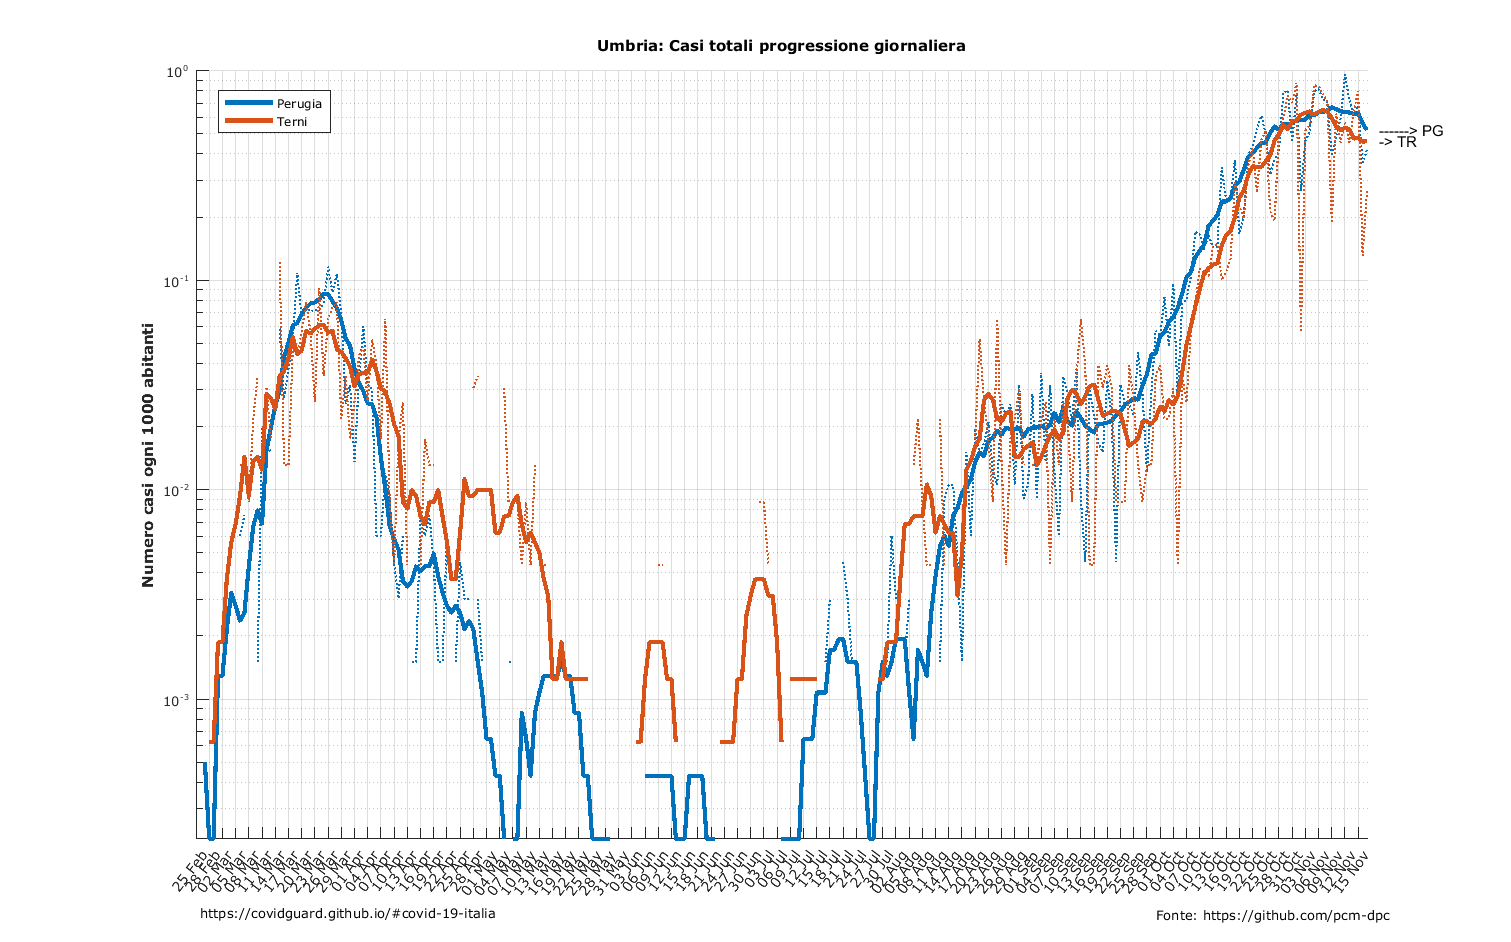 Umbria: Casi totali progressione giornaliera
Numero casi ogni 1000 abitanti
10^0
10^-1
10^-2
10^-3
Perugia
Terni
------> PG
-> TR
25 Feb
28 Feb
02 Mar
05 Mar
08 Mar
11 Mar
14 Mar
17 Mar
20 Mar
23 Mar
26 Mar
29 Mar
01 Apr
04 Apr
07 Apr
10 Apr
13 Apr
16 Apr
19 Apr
22 Apr
25 Apr
28 Apr
01 May
04 May
07 May
10 May
13 May
16 May
19 May
22 May
25 May
28 May
31 May
03 Jun
06 Jun
09 Jun
12 Jun
15 Jun
18 Jun
21 Jun
24 Jun
27 Jun
30 Jun
03 Jul
06 Jul
09 Jul
12 Jul
15 Jul
18 Jul
21 Jul
24 Jul
27 Jul
30 Jul
02 Aug
05 Aug
08 Aug
11 Aug
14 Aug
17 Aug
20 Aug
23 Aug
26 Aug
29 Aug
01 Sep
04 Sep
07 Sep
10 Sep
13 Sep
16 Sep
19 Sep
22 Sep
25 Sep
28 Sep
01 Oct
04 Oct
07 Oct
10 Oct
13 Oct
16 Oct
19 Oct
22 Oct
25 Oct
28 Oct
31 Oct
03 Nov
06 Nov
09 Nov
12 Nov
15 Nov
https://covidguard.github.io/#covid-19-italia
Fonte: https://github.com/pcm-dpc